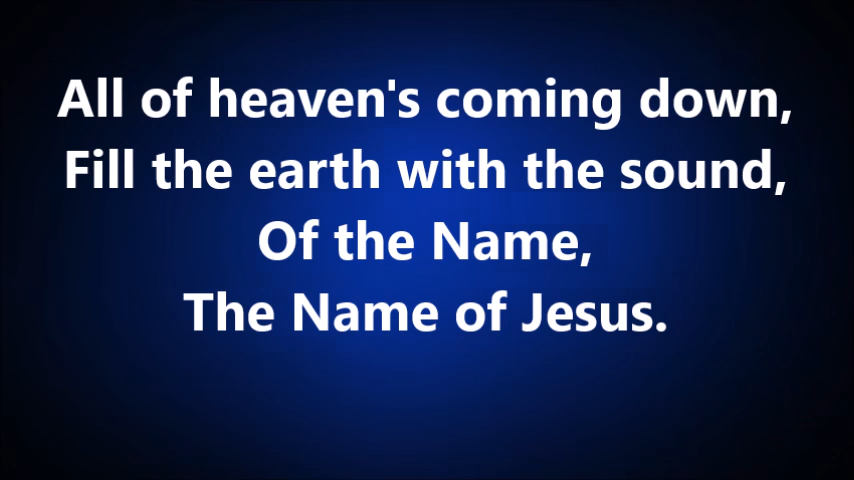 All of heaven's coming down,
Fill the earth with the sound,
Of the Name,
The Name of Jesus.